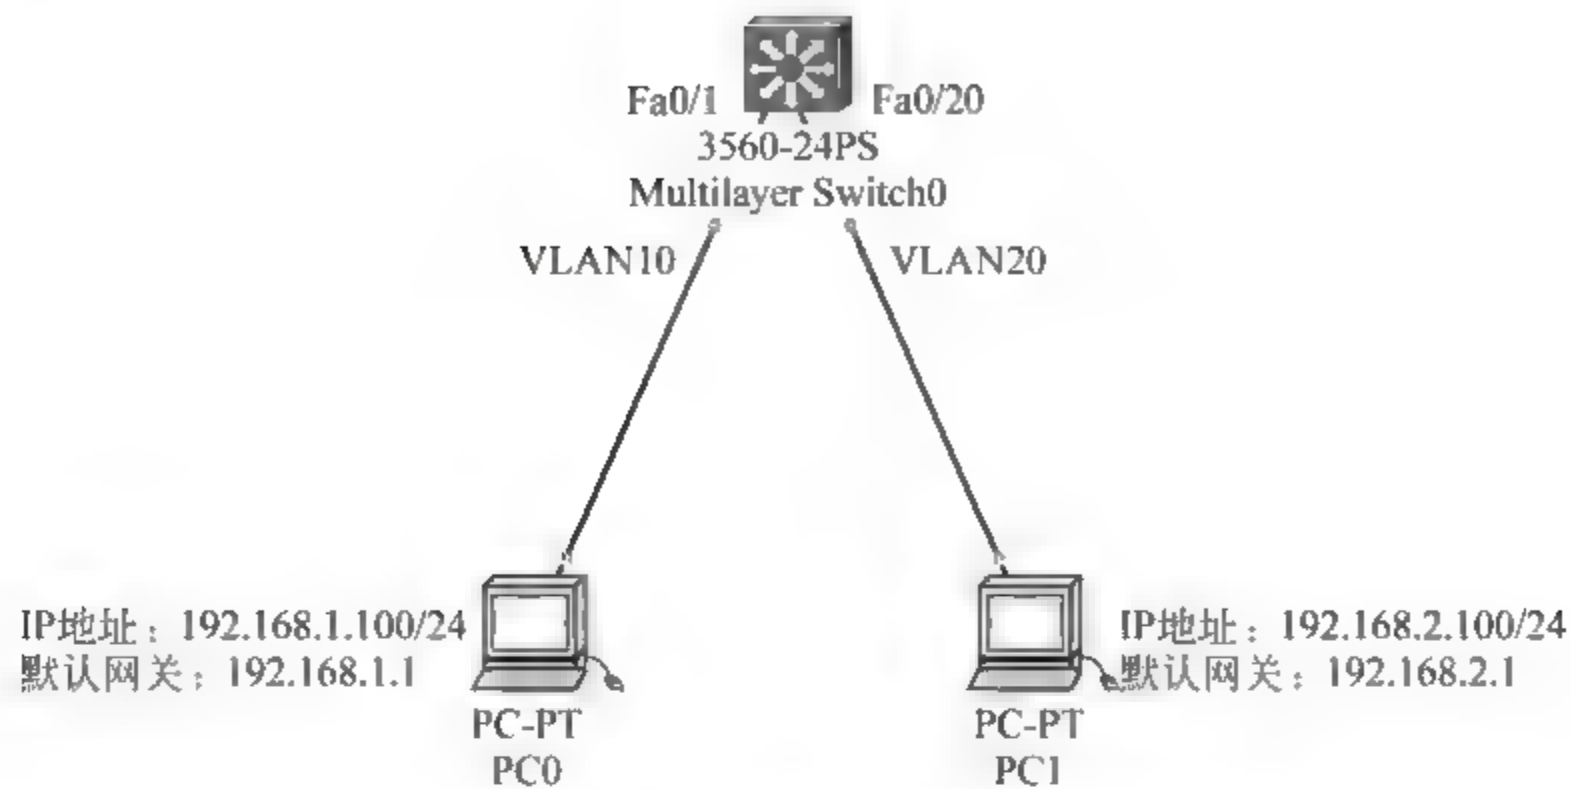 Fa0/1
Fa0/20
3560-24PS
Multilayer Switch0
VLAN10
VLAN20
IP地址：192.168.1.100/24
默认网关：192.168.1.1
PC-PT
PC0
IP地址：192.168.2.100/24
默认网关：192.168.2.1
PC-PT
PC1